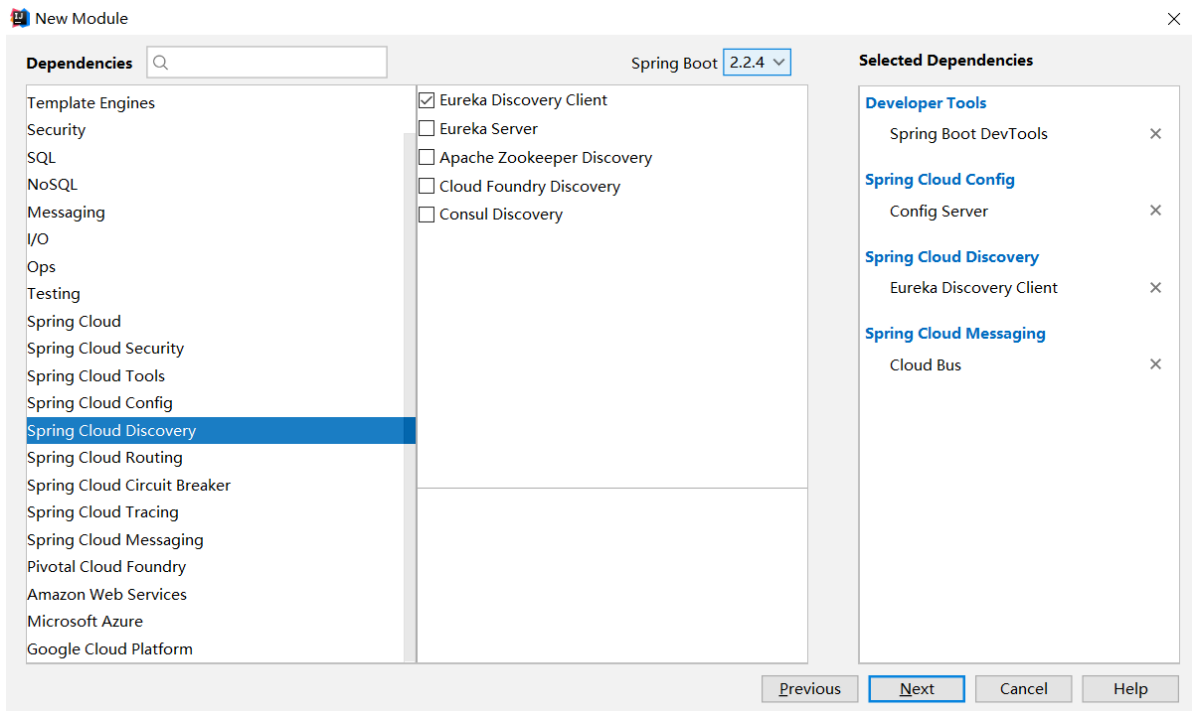 New Module
Dependencies
Spring Boot 2.2.4
Selected Dependencies
Template Engines
Security
SQL
NoSQL
Messaging
I/O
Ops
Testing
Spring Cloud
Spring Cloud Security
Spring Cloud Tools
Spring Cloud Config
Spring Cloud Discovery
Spring Cloud Routing
Spring Cloud Circuit Breaker
Spring Cloud Tracing
Spring Cloud Messaging
Pivotal Cloud Foundry
Amazon Web Services
Microsoft Azure
Google Cloud Platform
Eureka Discovery Client
Eureka Server
Apache Zookeeper Discovery
Cloud Foundry Discovery
Consul Discovery
Developer Tools
Spring Boot DevTools
Spring Cloud Config
Config Server
Spring Cloud Discovery
Eureka Discovery Client
Spring Cloud Messaging
Cloud Bus
Previous
Next
Cancel
Help